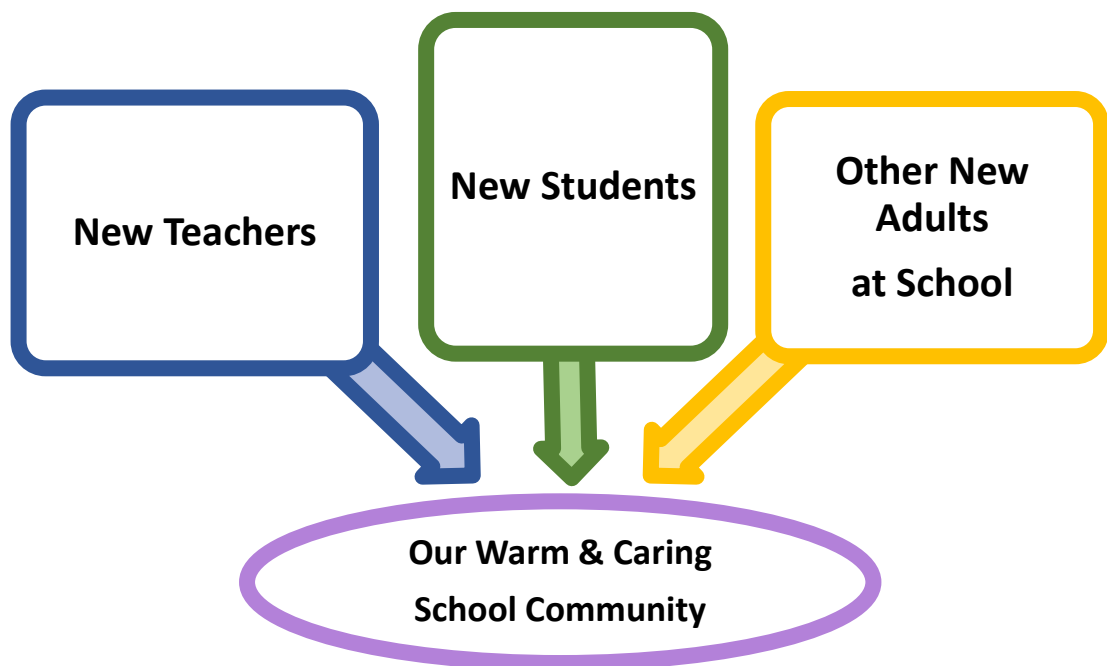 New Teachers
New Students
Other New
Adults
at School
Our Warm & Caring
School Community